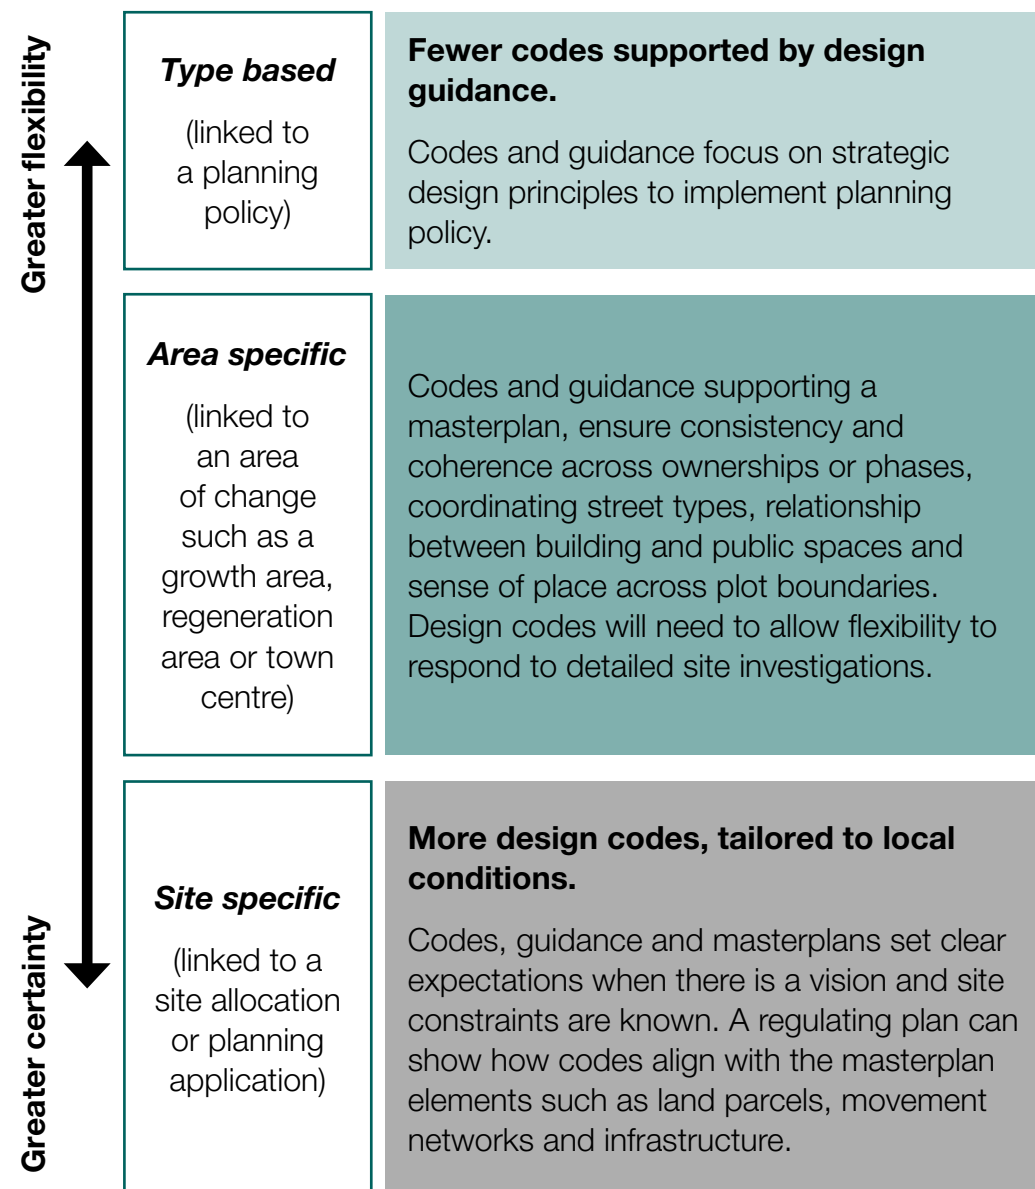 Greater flexibility
Type based
(linked to
a planning
policy)
Fewer codes supported by design
guidance.
Codes and guidance focus on strategic
design principles to implement planning
policy.
Area specific
(linked to
an area
of change
such as a
growth area,
regeneration
area or town
centre)
Codes and guidance supporting a
masterplan, ensure consistency and
coherence across ownerships or phases,
coordinating street types, relationship
between building and public spaces and
sense of place across plot boundaries.
Design codes will need to allow flexibility to
respond to detailed site investigations.
Greater certainty
Site specific
(linked to a
site allocation
or planning
application)
More design codes, tailored to local
conditions.
Codes, guidance and masterplans set clear
expectations when there is a vision and site
constraints are known. A regulating plan can
show how codes align with the masterplan
elements such as land parcels, movement
networks and infrastructure.